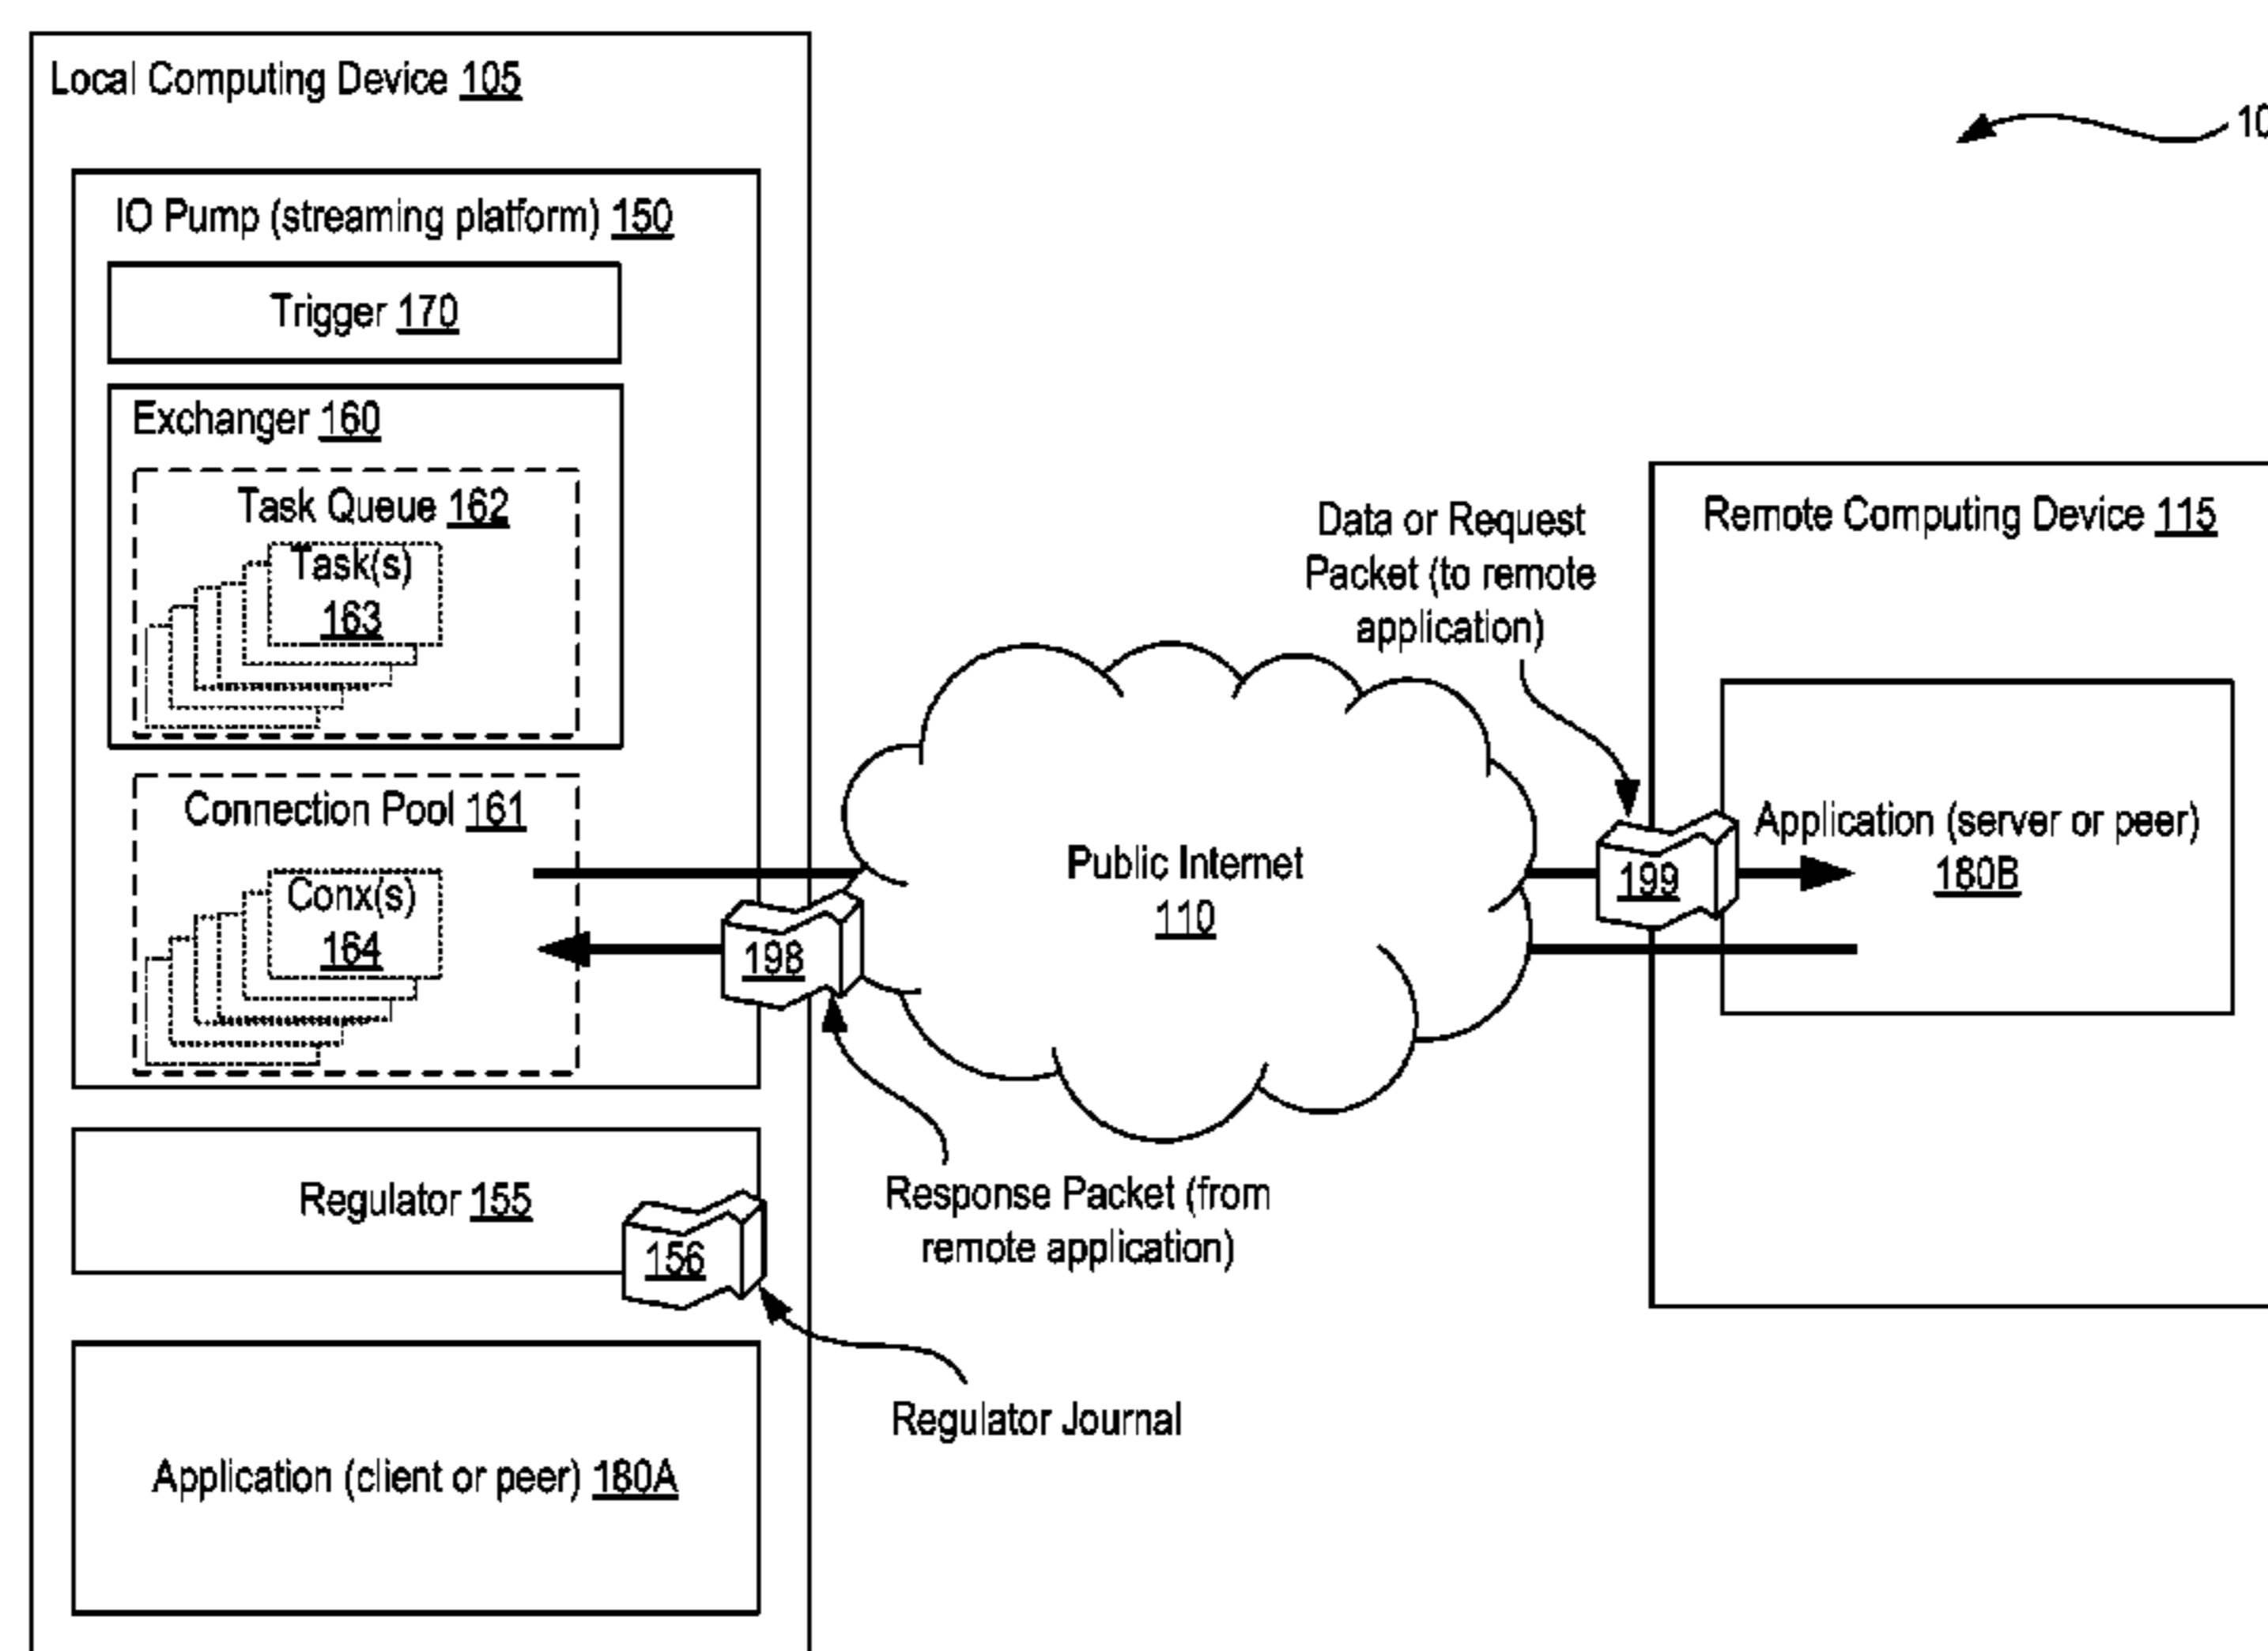 Local Computing Device 105
IO Pump (streaming platform) 150
Trigger 170
Exchanger 160
Task Queue 162
Task(s)
163
Connection Pool 161
Conx(s)
164
Regulator 155
156
Application (client or peer) 180A
198
Response Packet (from
remote application)
Regulator Journal
Public Internet
110
Data or Request
Packet (to remote
application)
199
Remote Computing Device 115
Application (server or peer)
180B